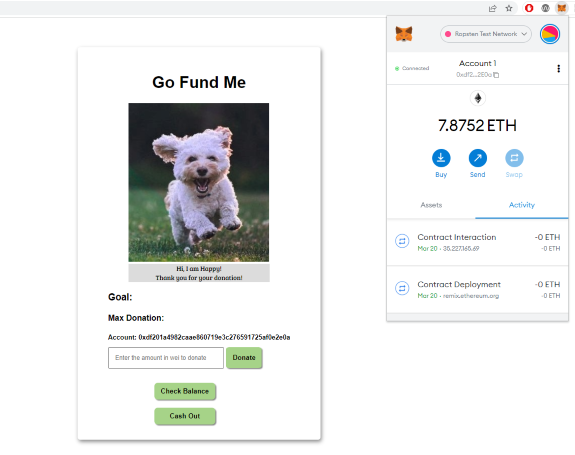 Go Fund Me
Hi, I am Happy!
Thank you for your donation!
Goal:
Max Donation:
Account: 0xdf201a4982caae860719e3c276591725af0e2e0a
Enter the amount in wei to donate
Donate
Check Balance
Cash Out
Ropsten Test Network
Connected
Account 1
0xdf2...2E0a
7.8752 ETH
Buy
Send
Swap
Assets
Activity
Contract Interaction
-0 ETH
Mar 20 · 35.227.165.69
-0 ETH
Contract Deployment
-0 ETH
Mar 20 · remix.ethereum.org
-0 ETH